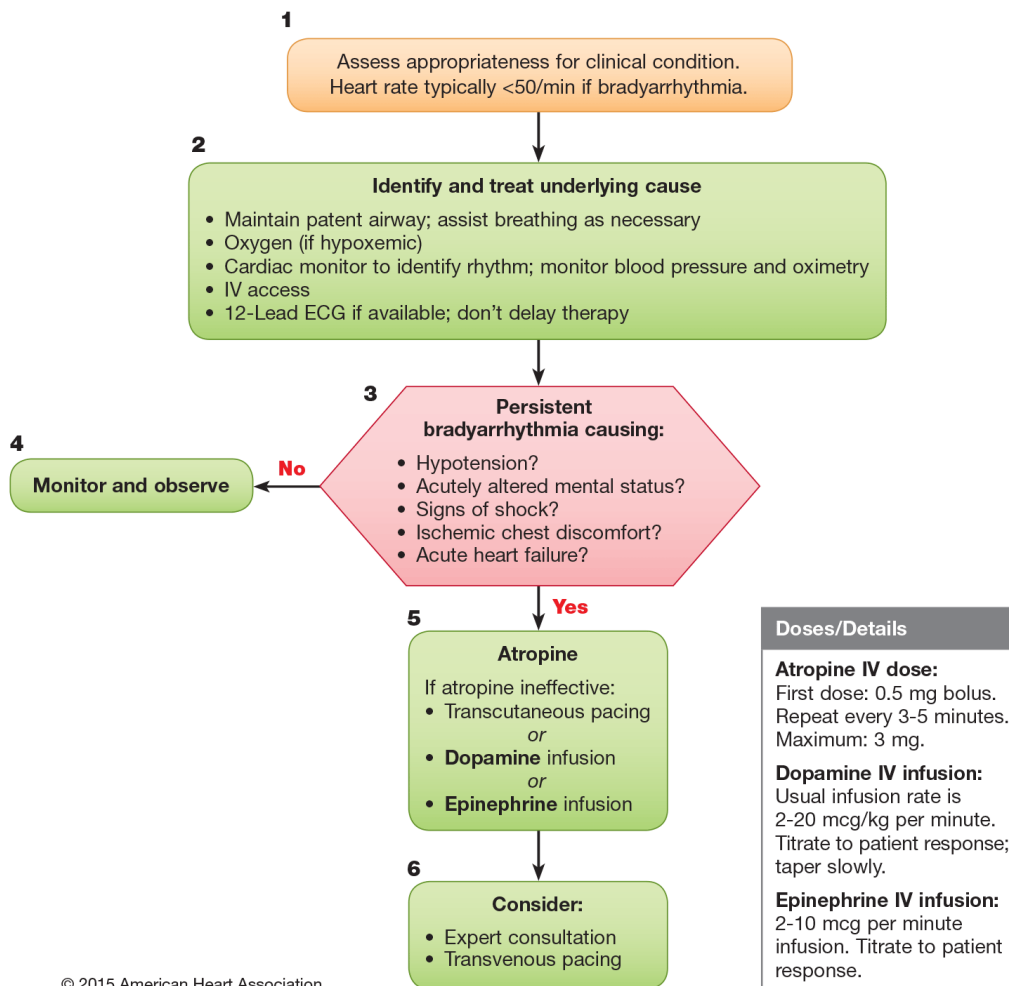 1
Assess appropriateness for clinical condition.
Heart rate typically <50/min if bradyarrhythmia.
2
Identify and treat underlying cause
• Maintain patent airway; assist breathing as necessary
• Oxygen (if hypoxemic)
• Cardiac monitor to identify rhythm; monitor blood pressure and oximetry
• IV access
• 12-Lead ECG if available; don’t delay therapy
3
Persistent
bradyarrhythmia causing:
• Hypotension?
• Acutely altered mental status?
• Signs of shock?
• Ischemic chest discomfort?
• Acute heart failure?
No
4
Monitor and observe
Yes
5
Atropine
If atropine ineffective:
• Transcutaneous pacing
or
• Dopamine infusion
or
• Epinephrine infusion
6
Consider:
• Expert consultation
• Transvenous pacing
Doses/Details
Atropine IV dose:
First dose: 0.5 mg bolus.
Repeat every 3-5 minutes.
Maximum: 3 mg.
Dopamine IV infusion:
Usual infusion rate is
2-20 mcg/kg per minute.
Titrate to patient response;
taper slowly.
Epinephrine IV infusion:
2-10 mcg per minute
infusion. Titrate to patient
response.
© 2015 American Heart Association